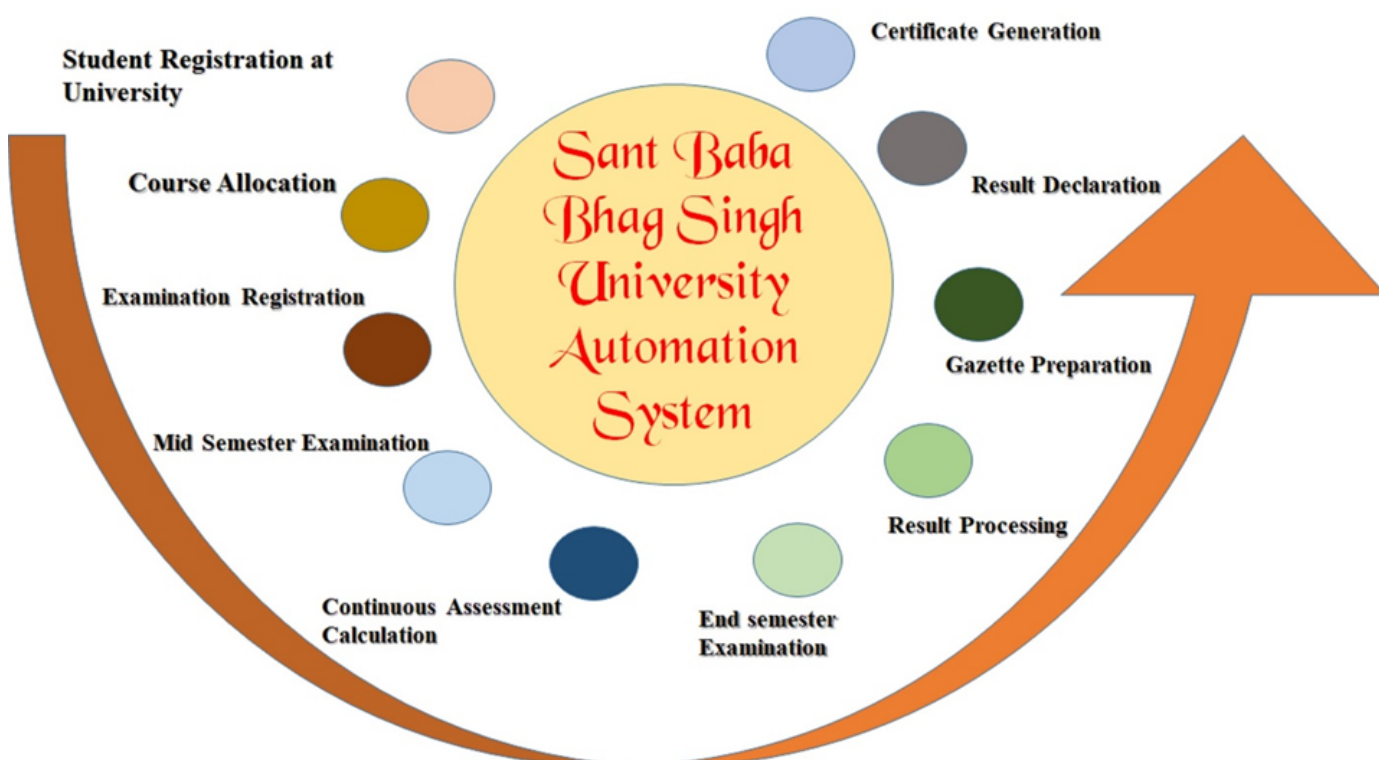 Student Registration at
University
Course Allocation
Examination Registration
Mid Semester Examination
Continuous Assessment
Calculation
End semester
Examination
Result Processing
Gazette Preparation
Result Declaration
Certificate Generation
Sant Baba
Bhag Singh
University
Automation
System